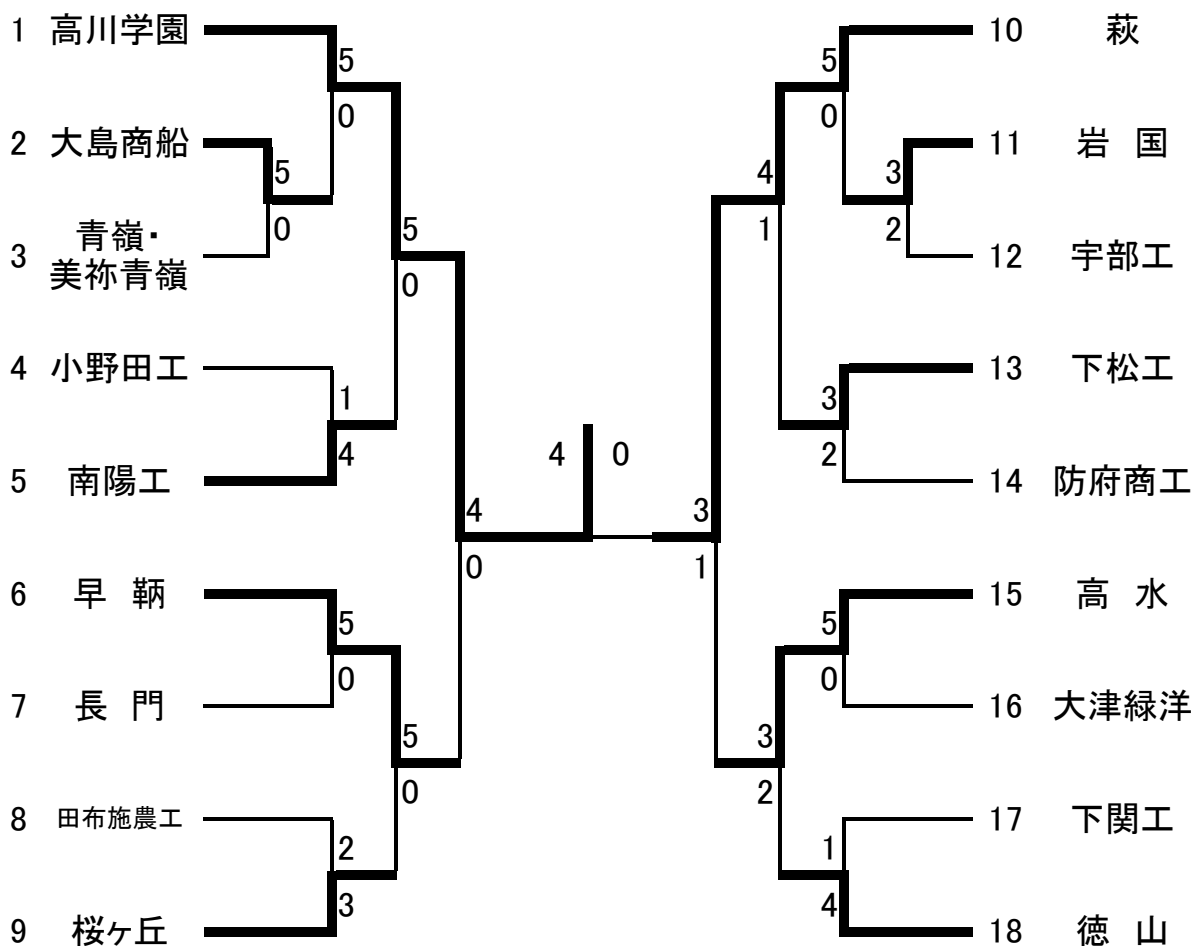 1 高川学園
5
0
2 大島商船
5
0
3 青嶺・
美祢青嶺
5
0
4 小野田工
1
4
5 南陽工
4
0
6 早 鞆
5
0
7 長 門
5
0
8 田布施農工
2
3
9 桜ヶ丘
4 0
10 萩
5
0
11 岩 国
4
1
3
2
12 宇部工
13 下松工
3
2
14 防府商工
3
1
15 高 水
5
0
16 大津緑洋
3
2
17 下関工
1
4
18 徳 山